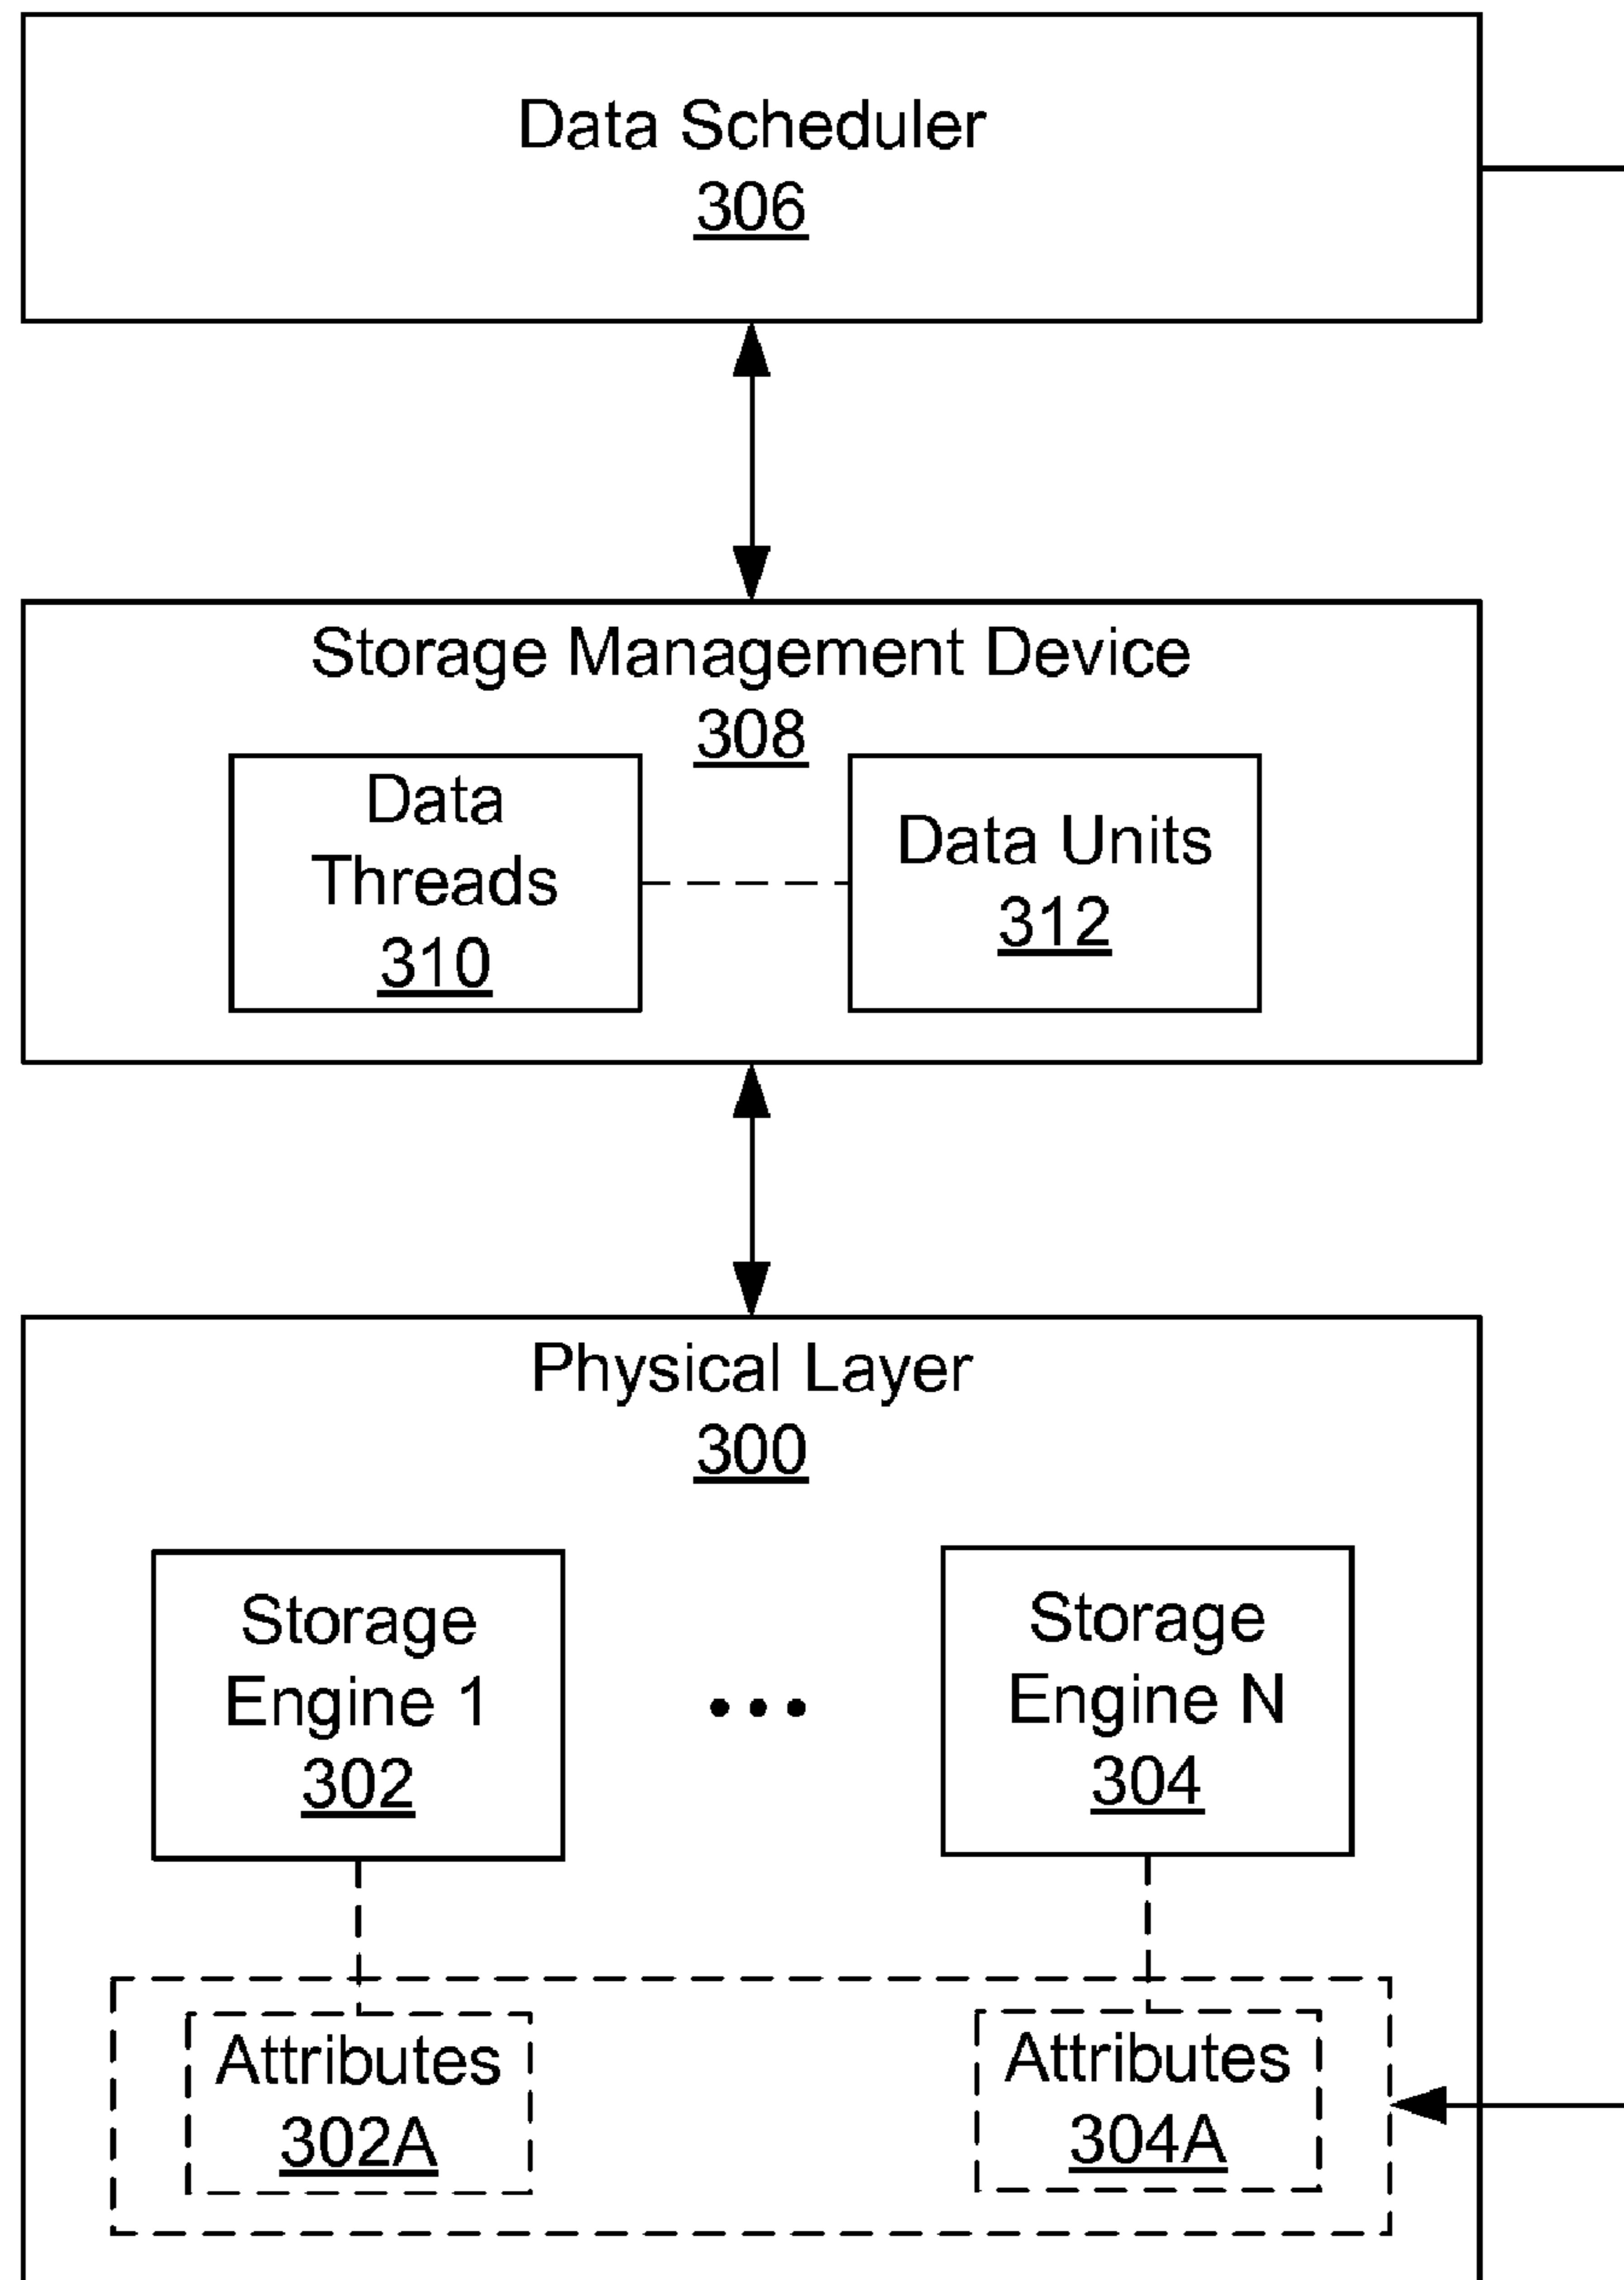 Data Scheduler
306
Storage Management Device
308
Data
Threads
310
Data Units
312
Physical Layer
300
Storage
Engine 1
302
Storage
Engine N
304
Attributes
302A
Attributes
304A